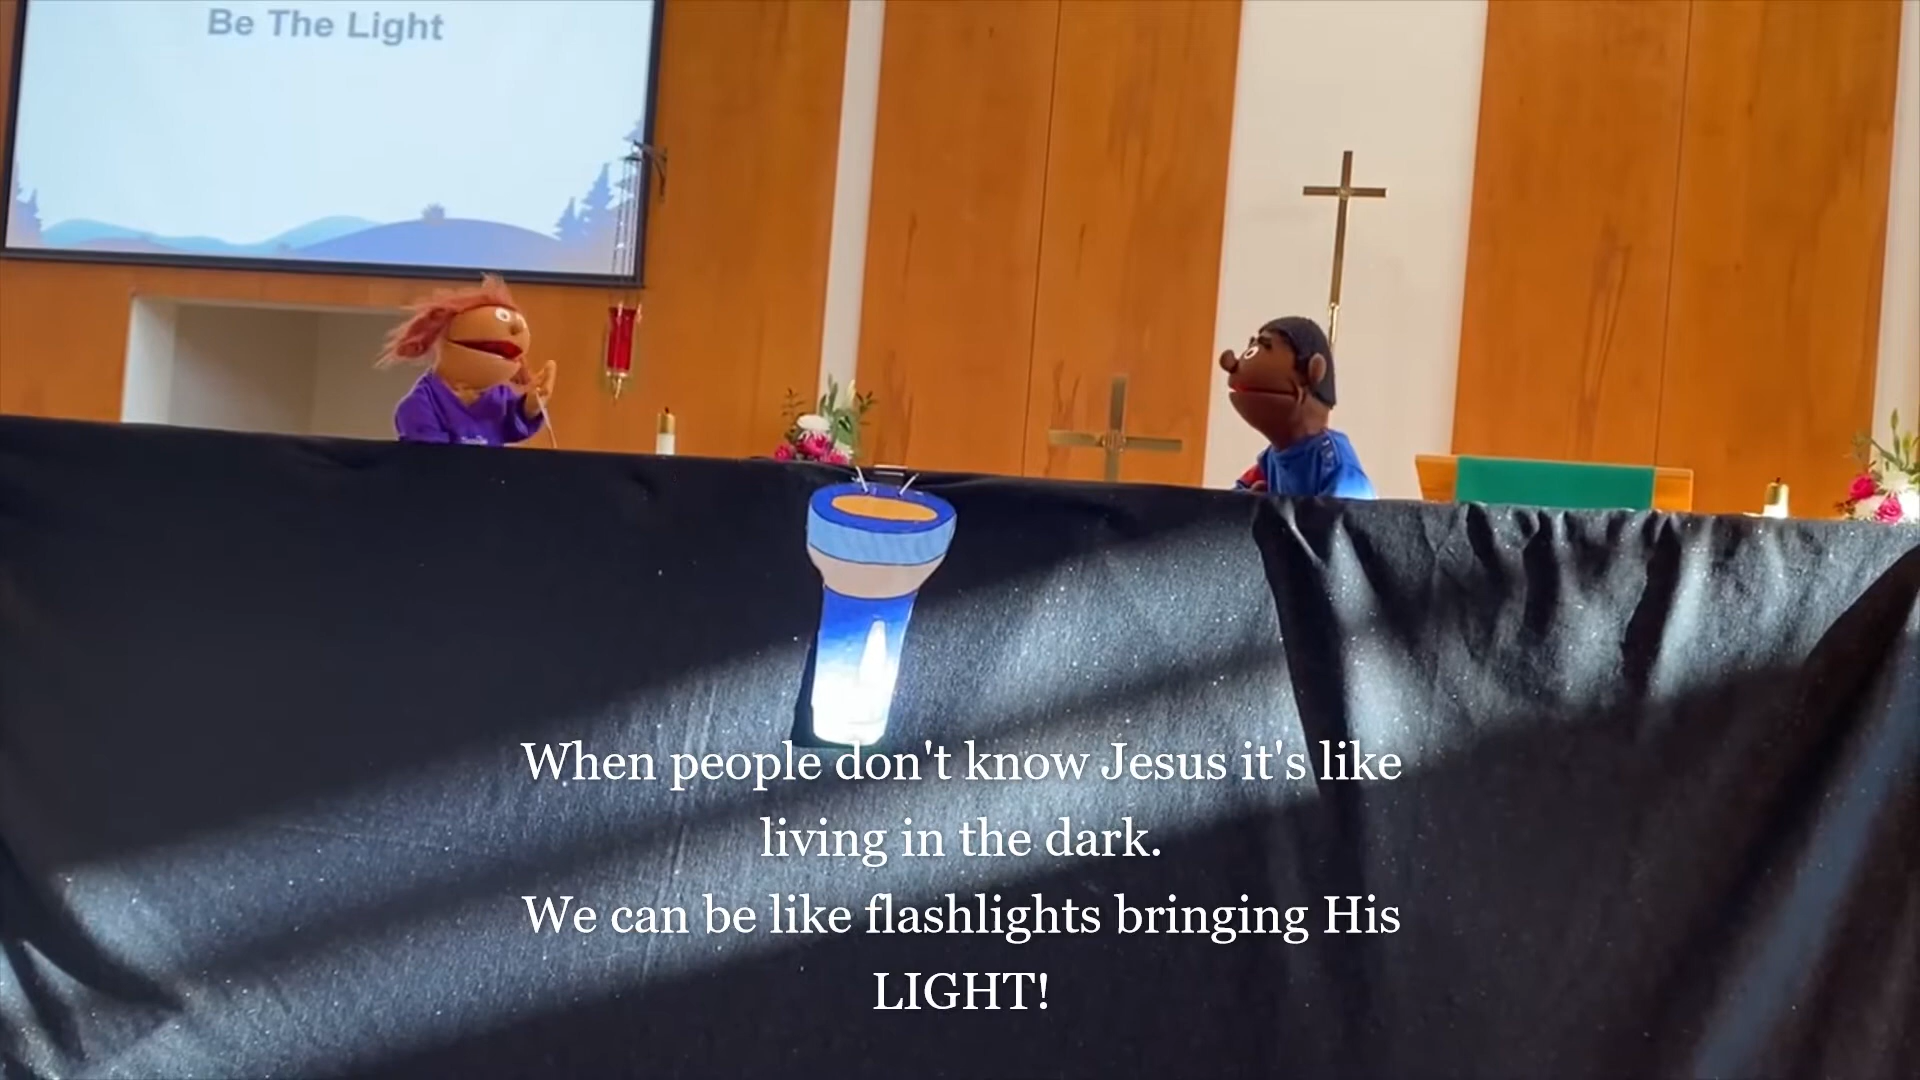 Be The Light
When people don't know Jesus it's like
living in the dark.
We can be like flashlights bringing His
LIGHT!